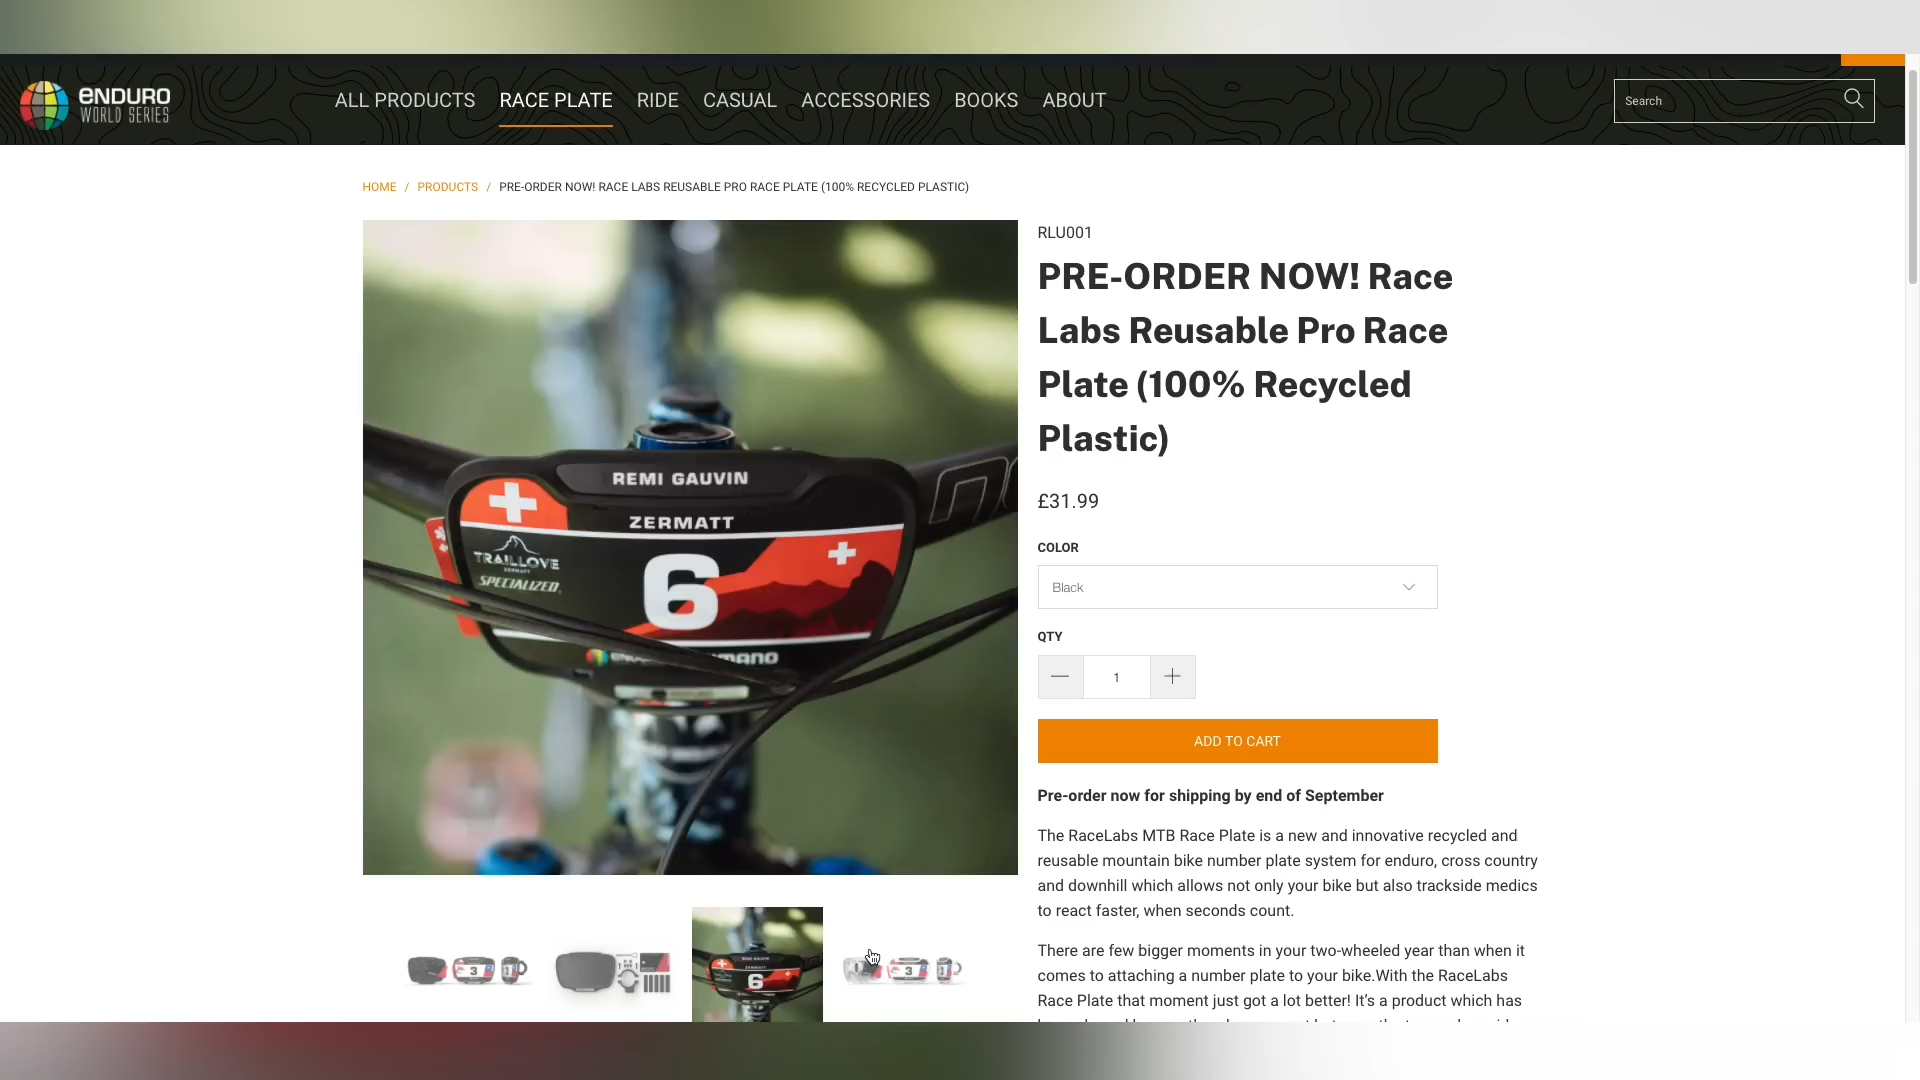 ENDURO
WORLD SERIES
ALL PRODUCTS RACE PLATE RIDE CASUAL ACCESSORIES BOOKS ABOUT
Search
HOME / PRODUCTS / PRE-ORDER NOW! RACE LABS REUSABLE PRO RACE PLATE (100% RECYCLED PLASTIC)
REMI GAUVIN
ZERMATT
TRAILLOVE
ZERMATT
SPECIALIZED
6
RLU001
PRE-ORDER NOW! Race
Labs Reusable Pro Race
Plate (100% Recycled
Plastic)
£31.99
COLOR
Black
QTY
1
ADD TO CART
Pre-order now for shipping by end of September
The RaceLabs MTB Race Plate is a new and innovative recycled and
reusable mountain bike number plate system for enduro, cross country
and downhill which allows not only your bike but also trackside medics
to react faster, when seconds count.
There are few bigger moments in your two-wheeled year than when it
comes to attaching a number plate to your bike.With the RaceLabs
Race Plate that moment just got a lot better! It's a product which has
3
REMI GAUVIN
ZERMATT
6
3